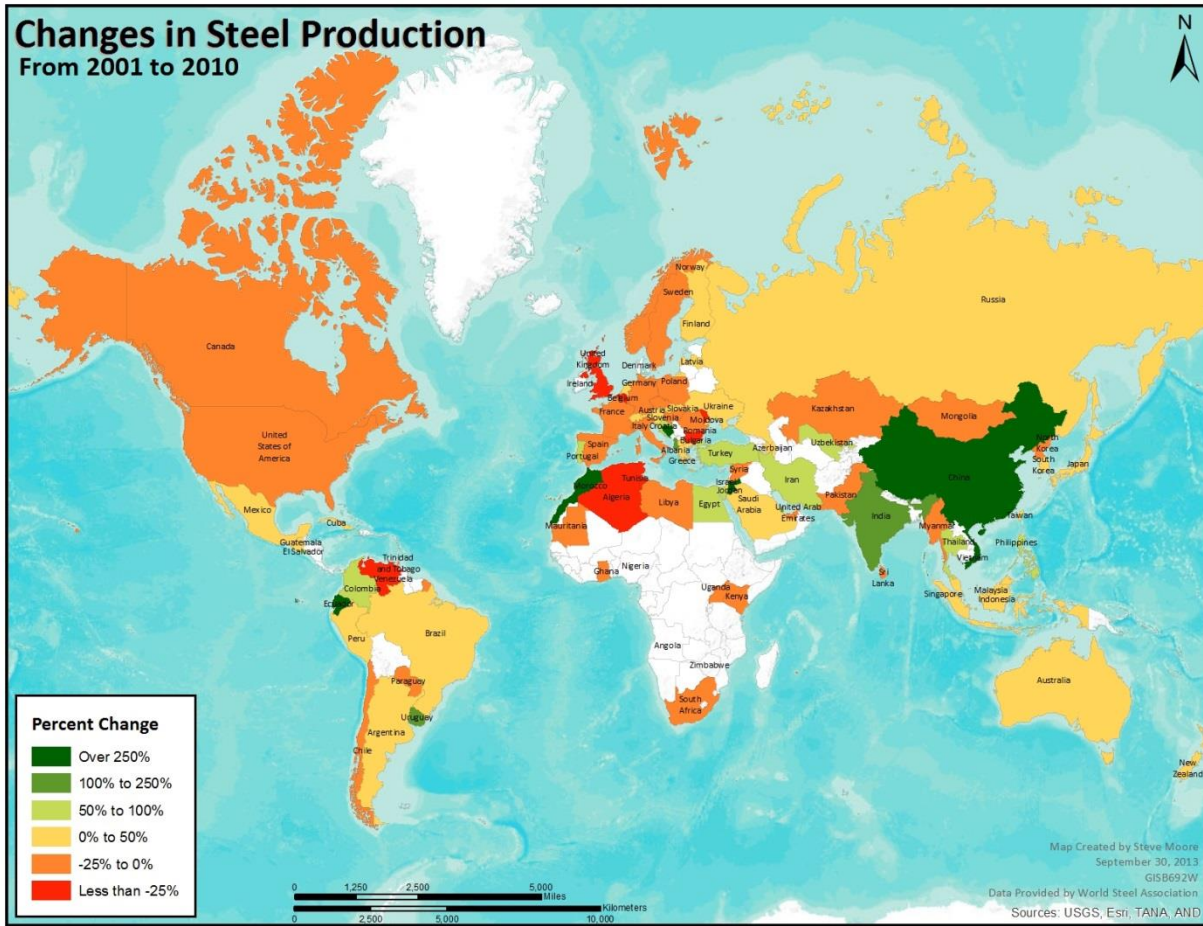 Changes in Steel Production
From 2001 to 2010
N
Norway
Sweden
Finland
Russia
Canada
United
Kingdom
Denmark
Latvia
Ireland
Germany
Poland
Belgium
Kazakhstan
Mongolia
France
Austria
Slovakia
Ukraine
Slovenia
Moldova
Italy
Croatia
Romania
Bulgaria
United
States of
America
Spain
Portugal
Albania
Greece
Turkey
Azerbaijan
Uzbekistan
North
Korea
South
Korea
Japan
China
Morocco
Tunisia
Algeria
Libya
Egypt
Syria
Israel
Jordan
Iran
Saudi
Arabia
Pakistan
United Arab
Emirates
India
Myanmar
Taiwan
Mexico
Cuba
Mauritania
Guatemala
El Salvador
Trinidad
and Tobago
Venezuela
Colombia
Ecuador
Ghana
Nigeria
Uganda
Kenya
Thailand
Vietnam
Philippines
Sri
Lanka
Malaysia
Singapore
Indonesia
Peru
Brazil
Angola
Zimbabwe
Paraguay
Uruguay
Argentina
Chile
South
Africa
Australia
New
Zealand
Percent Change
Over 250%
100% to 250%
50% to 100%
0% to 50%
-25% to 0%
Less than -25%
0 1,250 2,500 5,000
Miles
Kilometers
0 2,500 5,000 10,000
Map Created by Steve Moore
September 30, 2013
GISB692W
Data Provided by World Steel Association
Sources: USGS, Esri, TANA, AND